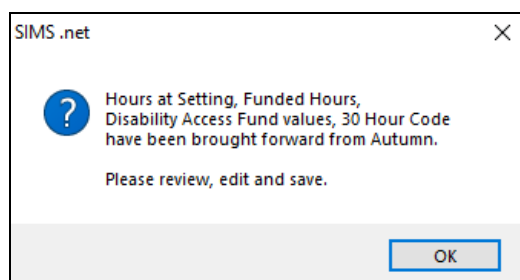 SIMS .net
Hours at Setting, Funded Hours,
Disability Access Fund values, 30 Hour Code
have been brought forward from Autumn.
Please review, edit and save.
OK